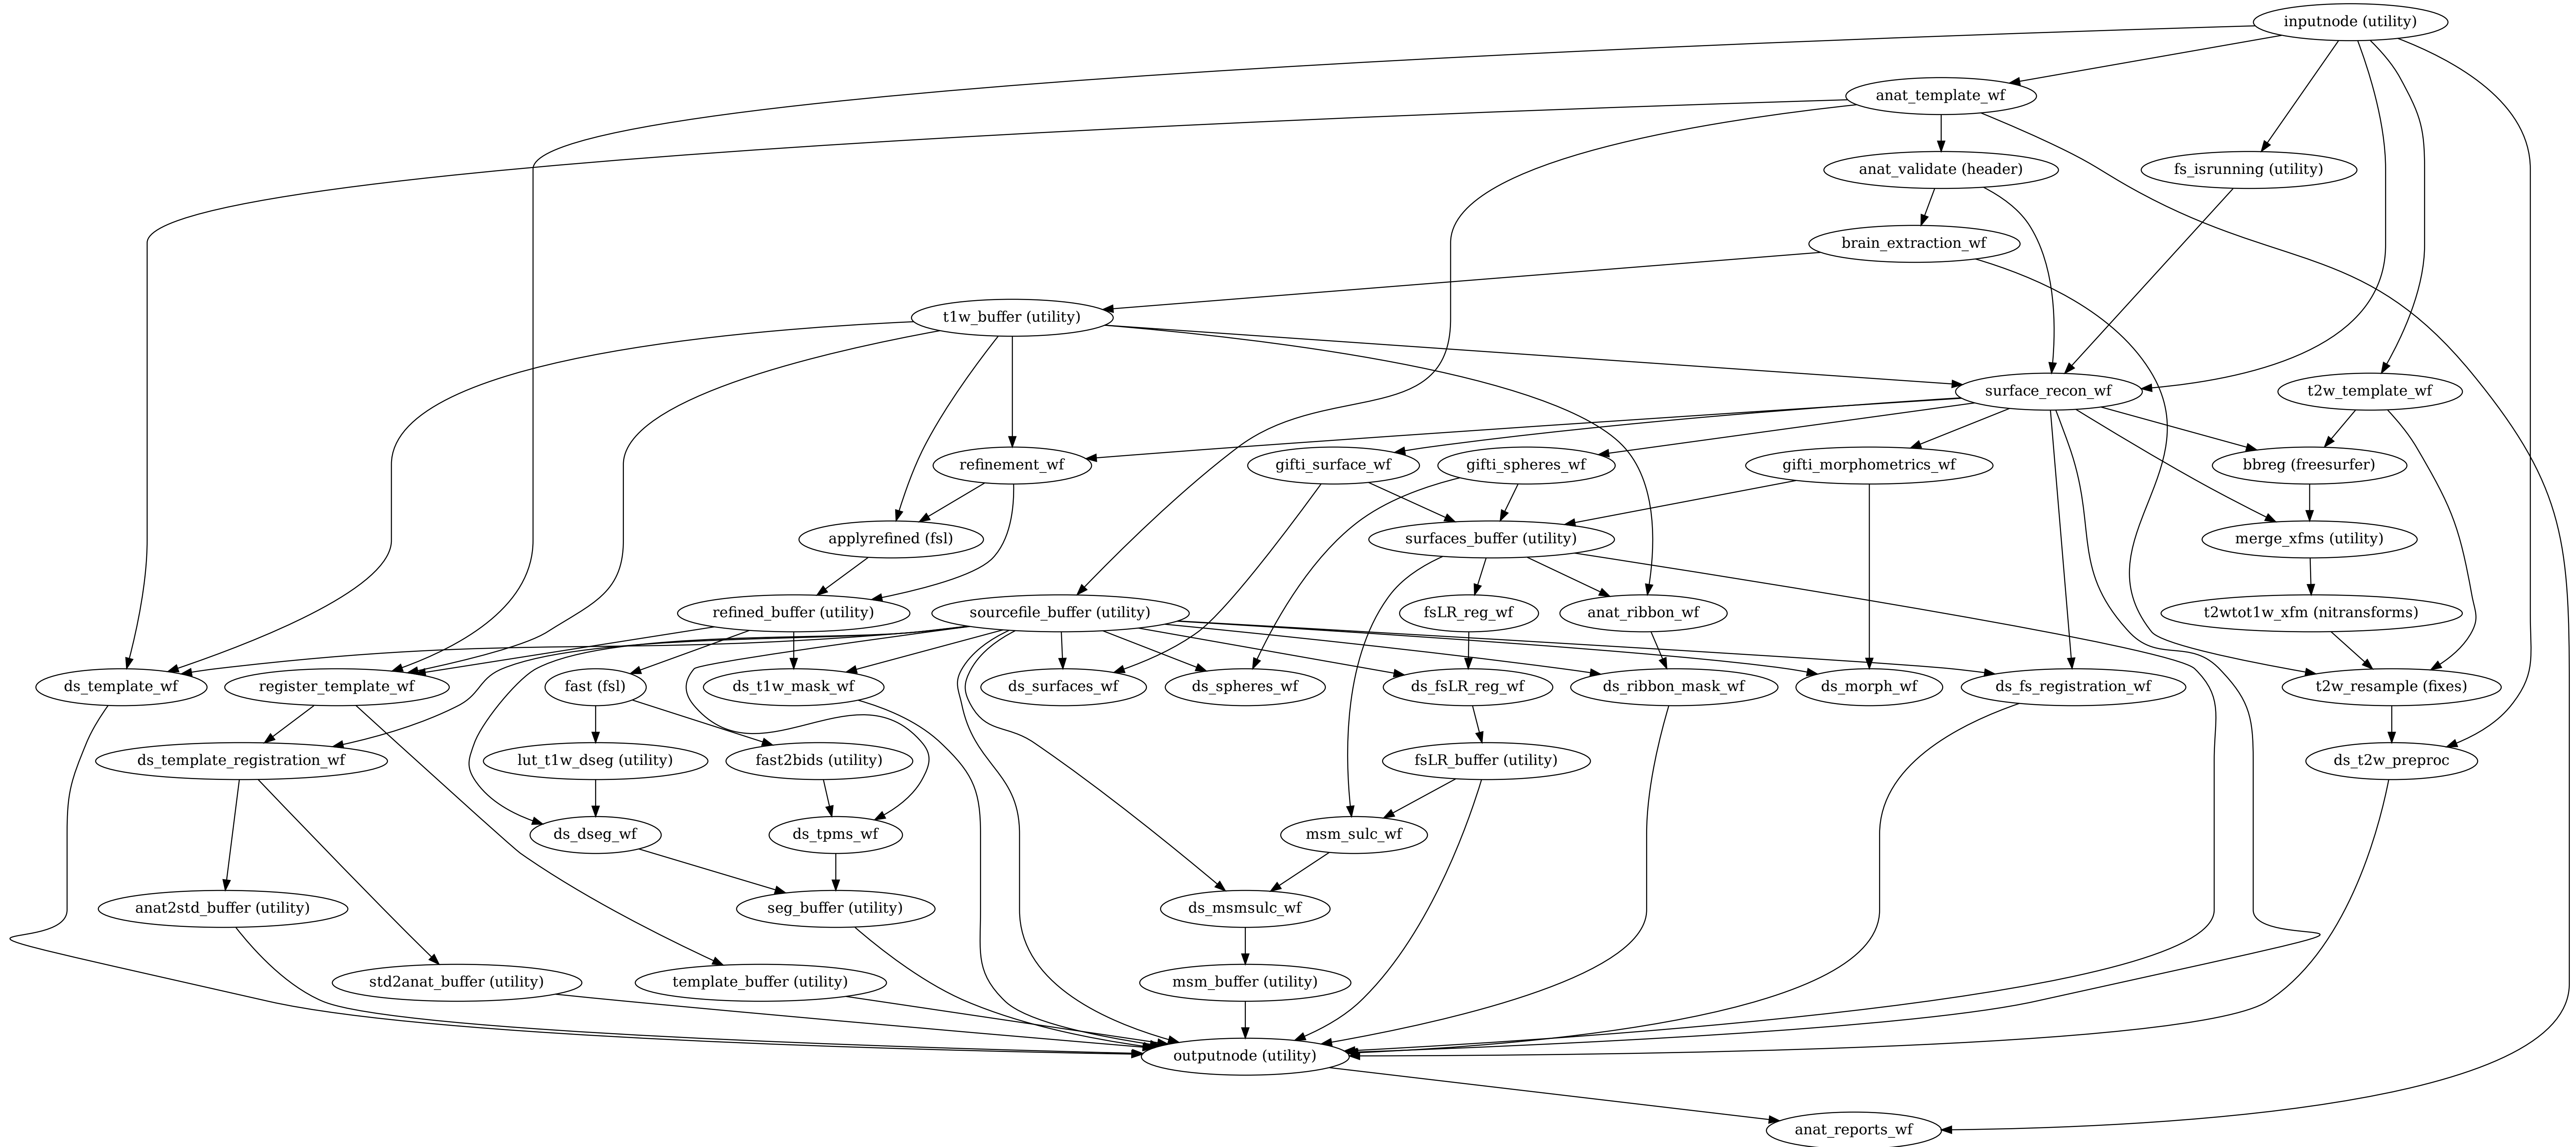 inputnode (utility)
anat_template_wf
anat_validate (header)
fs_isrunning (utility)
brain_extraction_wf
t1w_buffer (utility)
surface_recon_wf
t2w_template_wf
refinement_wf
gifti_surface_wf
gifti_spheres_wf
gifti_morphometrics_wf
bbreg (freesurfer)
applyrefined (fsl)
surfaces_buffer (utility)
merge_xfms (utility)
refined_buffer (utility)
sourcefile_buffer (utility)
fsLR_reg_wf
anat_ribbon_wf
t2wtot1w_xfm (nitransforms)
ds_template_wf
register_template_wf
fast (fsl)
ds_t1w_mask_wf
ds_surfaces_wf
ds_spheres_wf
ds_fsLR_reg_wf
ds_ribbon_mask_wf
ds_morph_wf
ds_fs_registration_wf
t2w_resample (fixes)
ds_template_registration_wf
lut_t1w_dseg (utility)
fast2bids (utility)
fsLR_buffer (utility)
ds_t2w_preproc
ds_dseg_wf
ds_tpms_wf
msm_sulc_wf
anat2std_buffer (utility)
seg_buffer (utility)
ds_msmsulc_wf
std2anat_buffer (utility)
template_buffer (utility)
msm_buffer (utility)
outputnode (utility)
anat_reports_wf